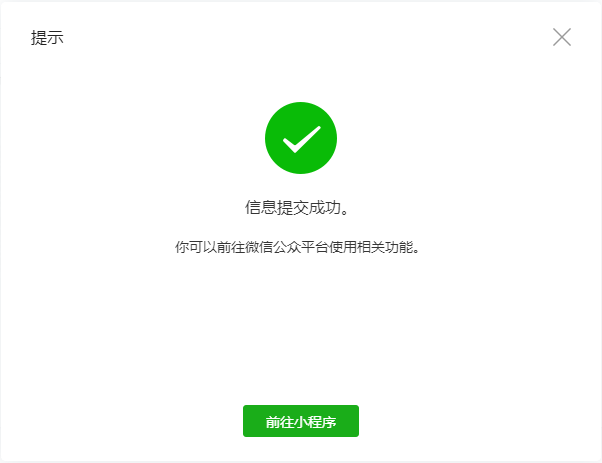 提示
信息提交成功。
你可以前往微信公众平台使用相关功能。
前往小程序